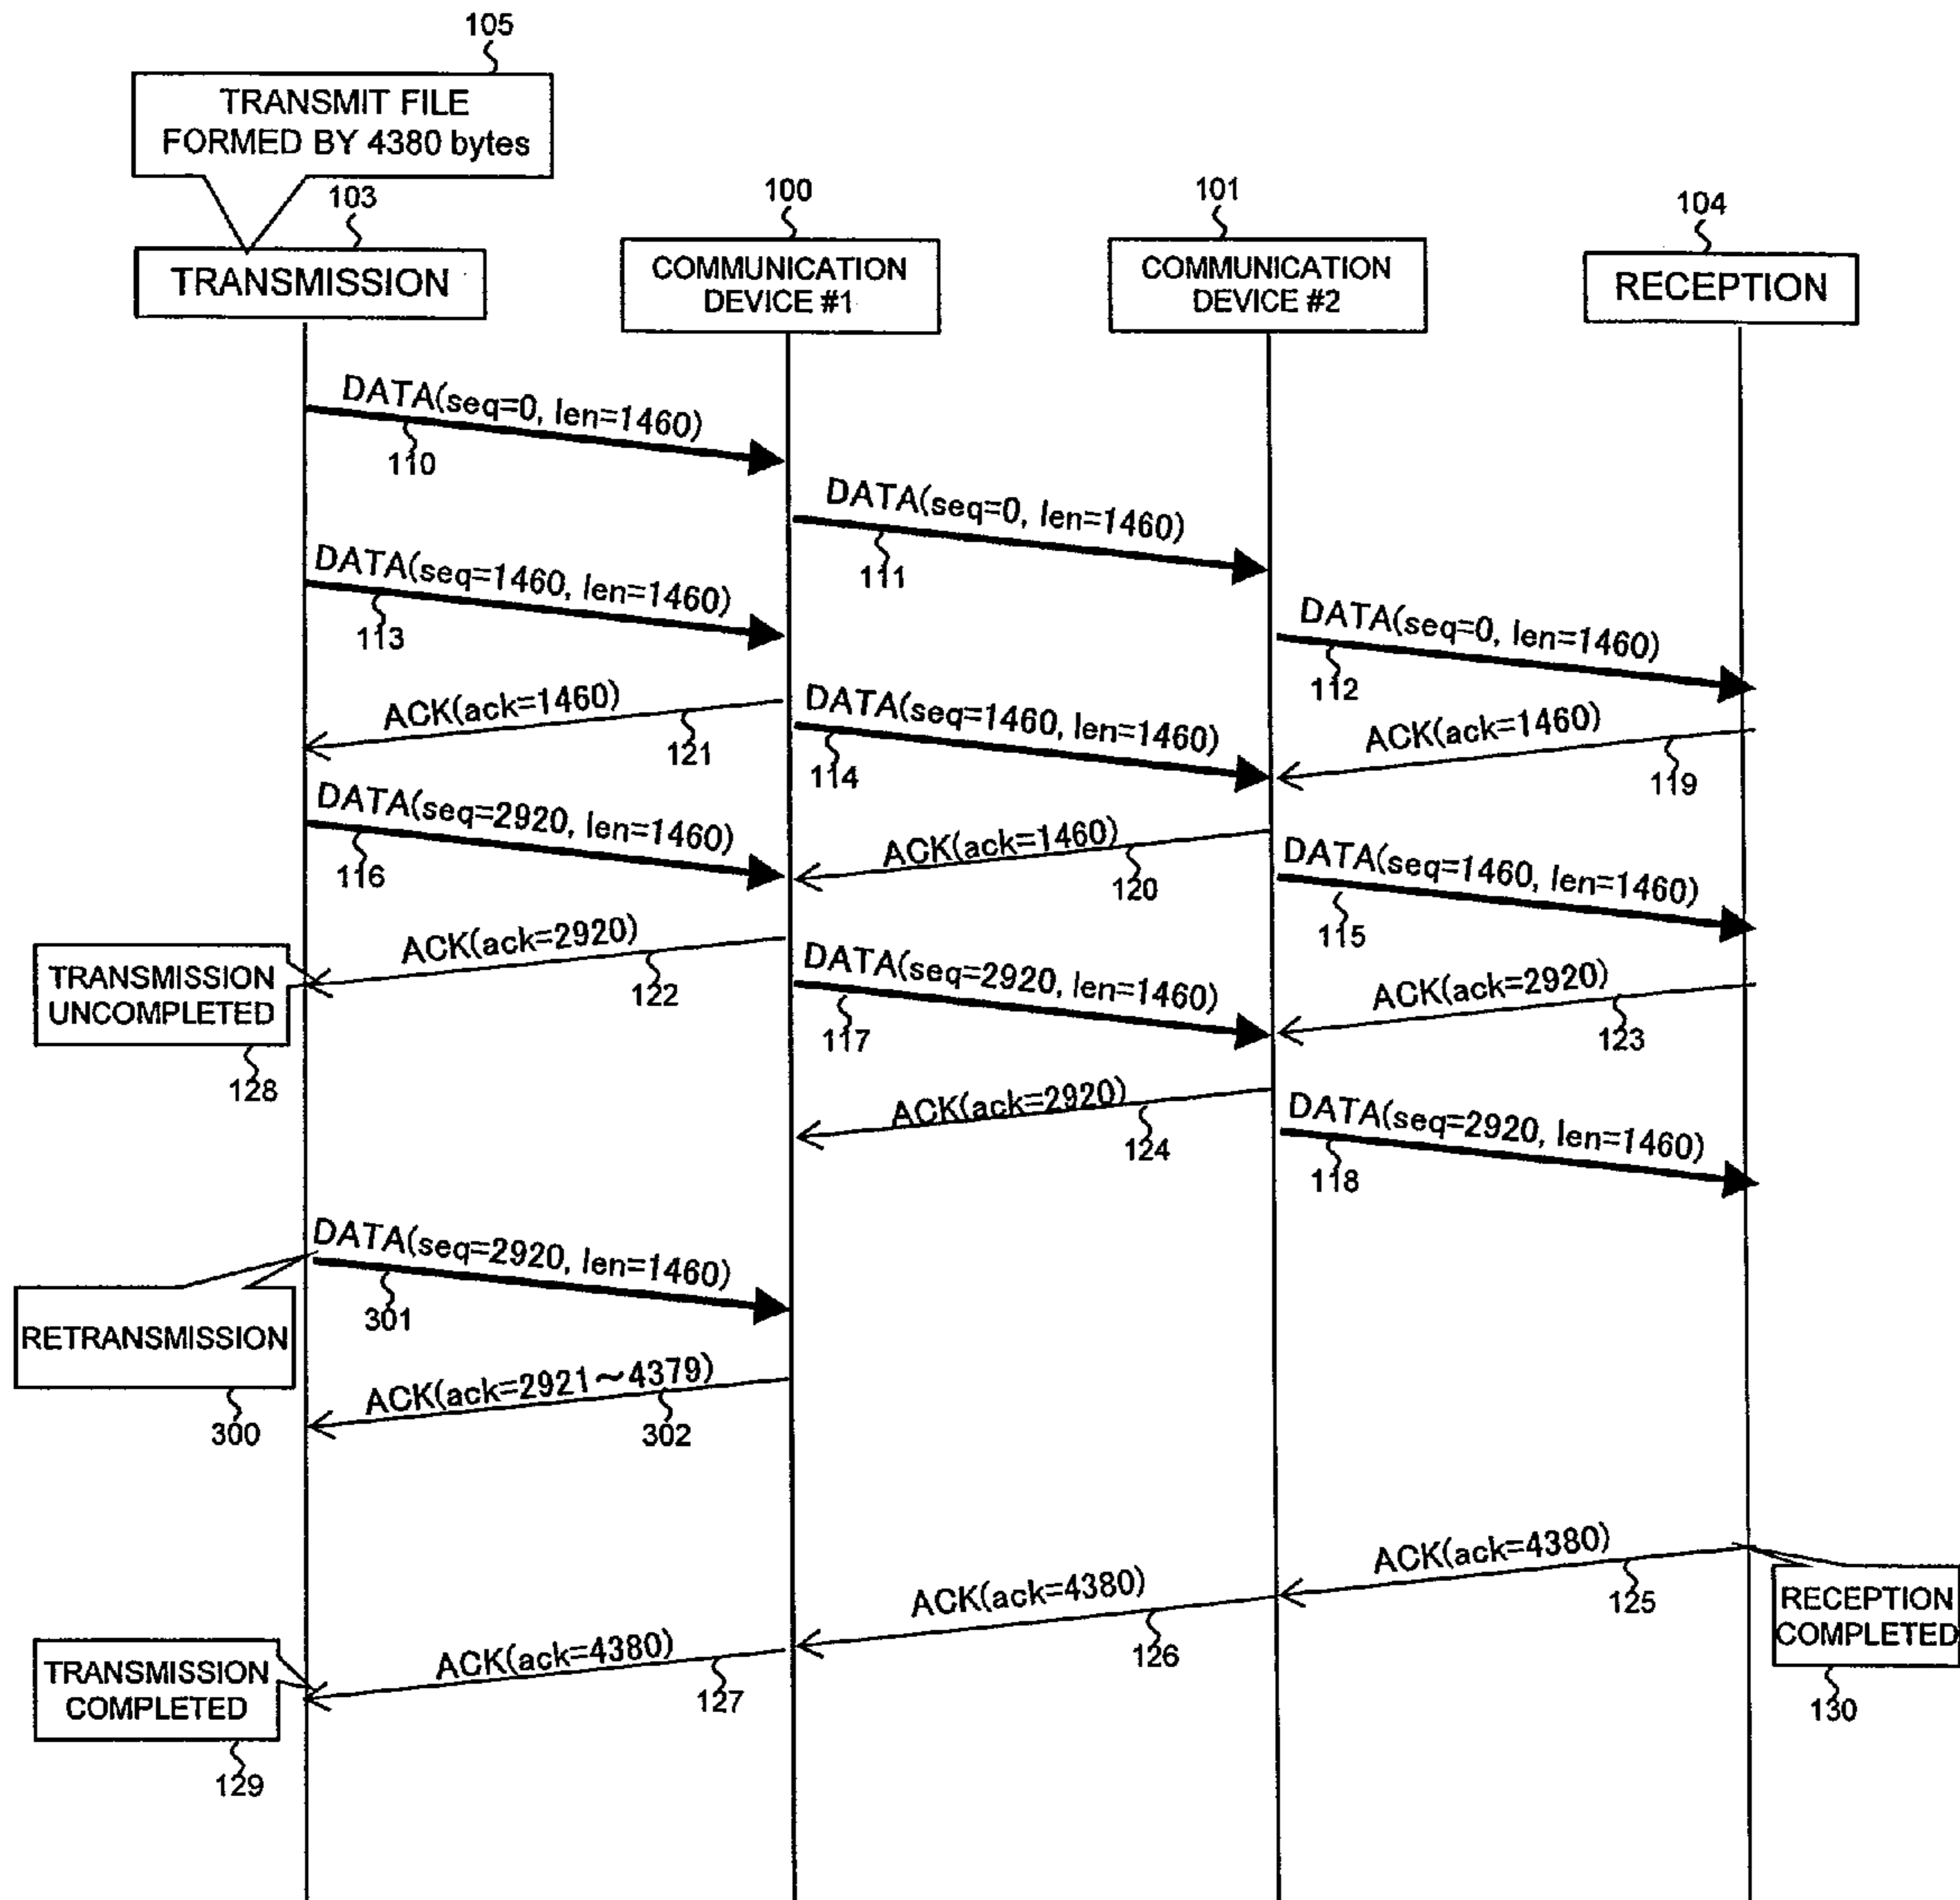 105
TRANSMIT FILE
FORMED BY 4380 bytes
103
100
101
104
TRANSMISSION
COMMUNICATION
DEVICE #1
COMMUNICATION
DEVICE #2
RECEPTION
DATA(seq=0, len=1460)
110
DATA(seq=0, len=1460)
111
DATA(seq=1460, len=1460)
113
DATA(seq=0, len=1460)
112
ACK(ack=1460)
121
DATA(seq=1460, len=1460)
114
ACK(ack=1460)
119
DATA(seq=2920, len=1460)
116
ACK(ack=1460)
120
DATA(seq=1460, len=1460)
115
TRANSMISSION
UNCOMPLETED
128
ACK(ack=2920)
122
DATA(seq=2920, len=1460)
117
ACK(ack=2920)
123
ACK(ack=2920)
124
DATA(seq=2920, len=1460)
118
DATA(seq=2920, len=1460)
301
RETRANSMISSION
300
ACK(ack=2921~4379)
302
ACK(ack=4380)
125
RECEPTION
COMPLETED
130
ACK(ack=4380)
126
ACK(ack=4380)
127
TRANSMISSION
COMPLETED
129